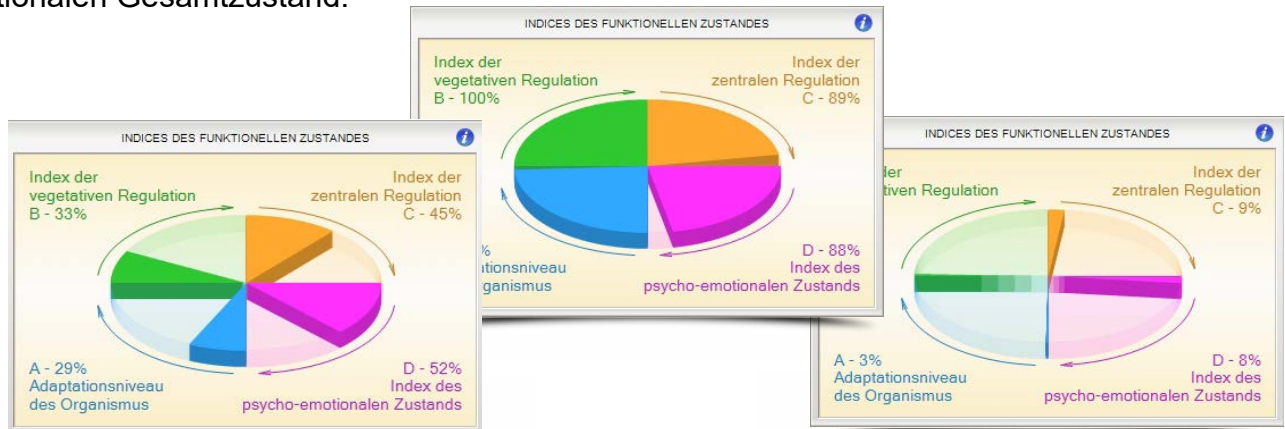 tionalen Gesamtzustand.
INDICES DES FUNKTIONELLEN ZUSTANDES
Index der
vegetativen Regulation
B - 100%
Index der
zentralen Regulation
C - 89%
%
tionsniveau
ganismus
D - 88%
Index des
psycho-emotionalen Zustands
INDICES DES FUNKTIONELLEN ZUSTANDES
Index der
vegetativen Regulation
B - 33%
Index der
zentralen Regulation
C - 45%
A - 29%
Adaptationsniveau
des Organismus
D - 52%
Index des
psycho-emotionalen Zustands
INDICES DES FUNKTIONELLEN ZUSTANDES
der
tiven Regulation
Index der
zentralen Regulation
C - 9%
A - 3%
Adaptationsniveau
des Organismus
D - 8%
Index des
psycho-emotionalen Zustands